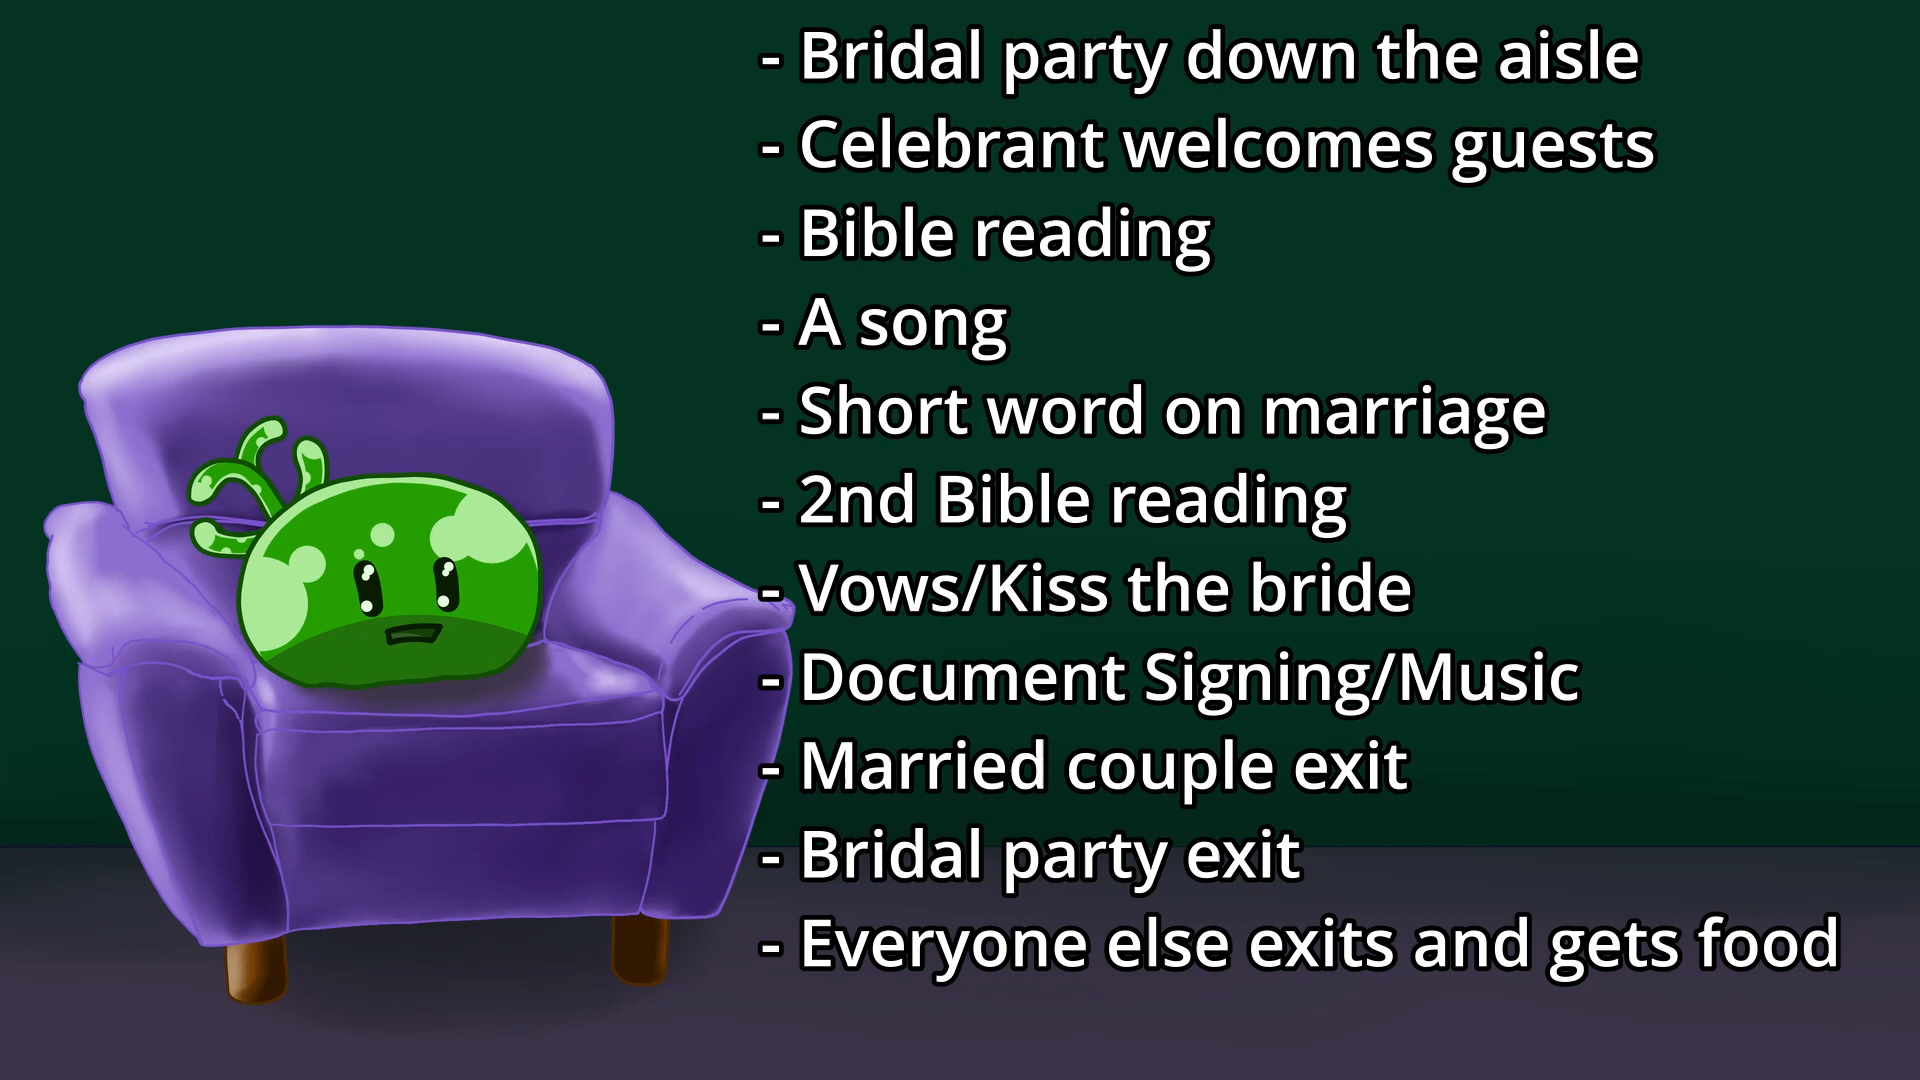 - Bridal party down the aisle
- Celebrant welcomes guests
- Bible reading
- A song
- Short word on marriage
- 2nd Bible reading
- Vows/Kiss the bride
- Document Signing/Music
- Married couple exit
- Bridal party exit
- Everyone else exits and gets food